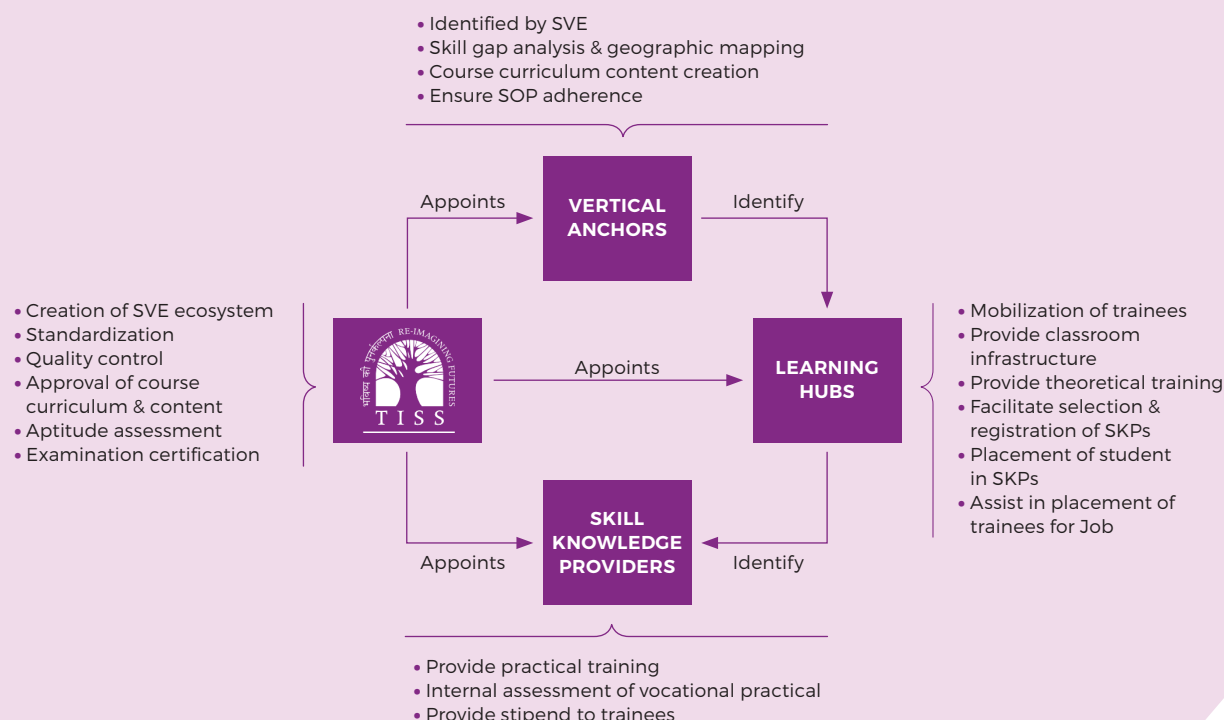 • Identified by SVE
• Skill gap analysis & geographic mapping
• Course curriculum content creation
• Ensure SOP adherence
Appoints
VERTICAL
ANCHORS
Identify
• Creation of SVE ecosystem
• Standardization
• Quality control
• Approval of course
curriculum & content
• Aptitude assessment
• Examination certification
भविष्य की पुनर्कल्पना
RE-IMAGINING FUTURES
TISS
Appoints
LEARNING
HUBS
• Mobilization of trainees
• Provide classroom
infrastructure
• Provide theoretical training
• Facilitate selection &
registration of SKPs
• Placement of student
in SKPs
• Assist in placement of
trainees for Job
Appoints
SKILL
KNOWLEDGE
PROVIDERS
Identify
• Provide practical training
• Internal assessment of vocational practical
• Provide stipend to trainees